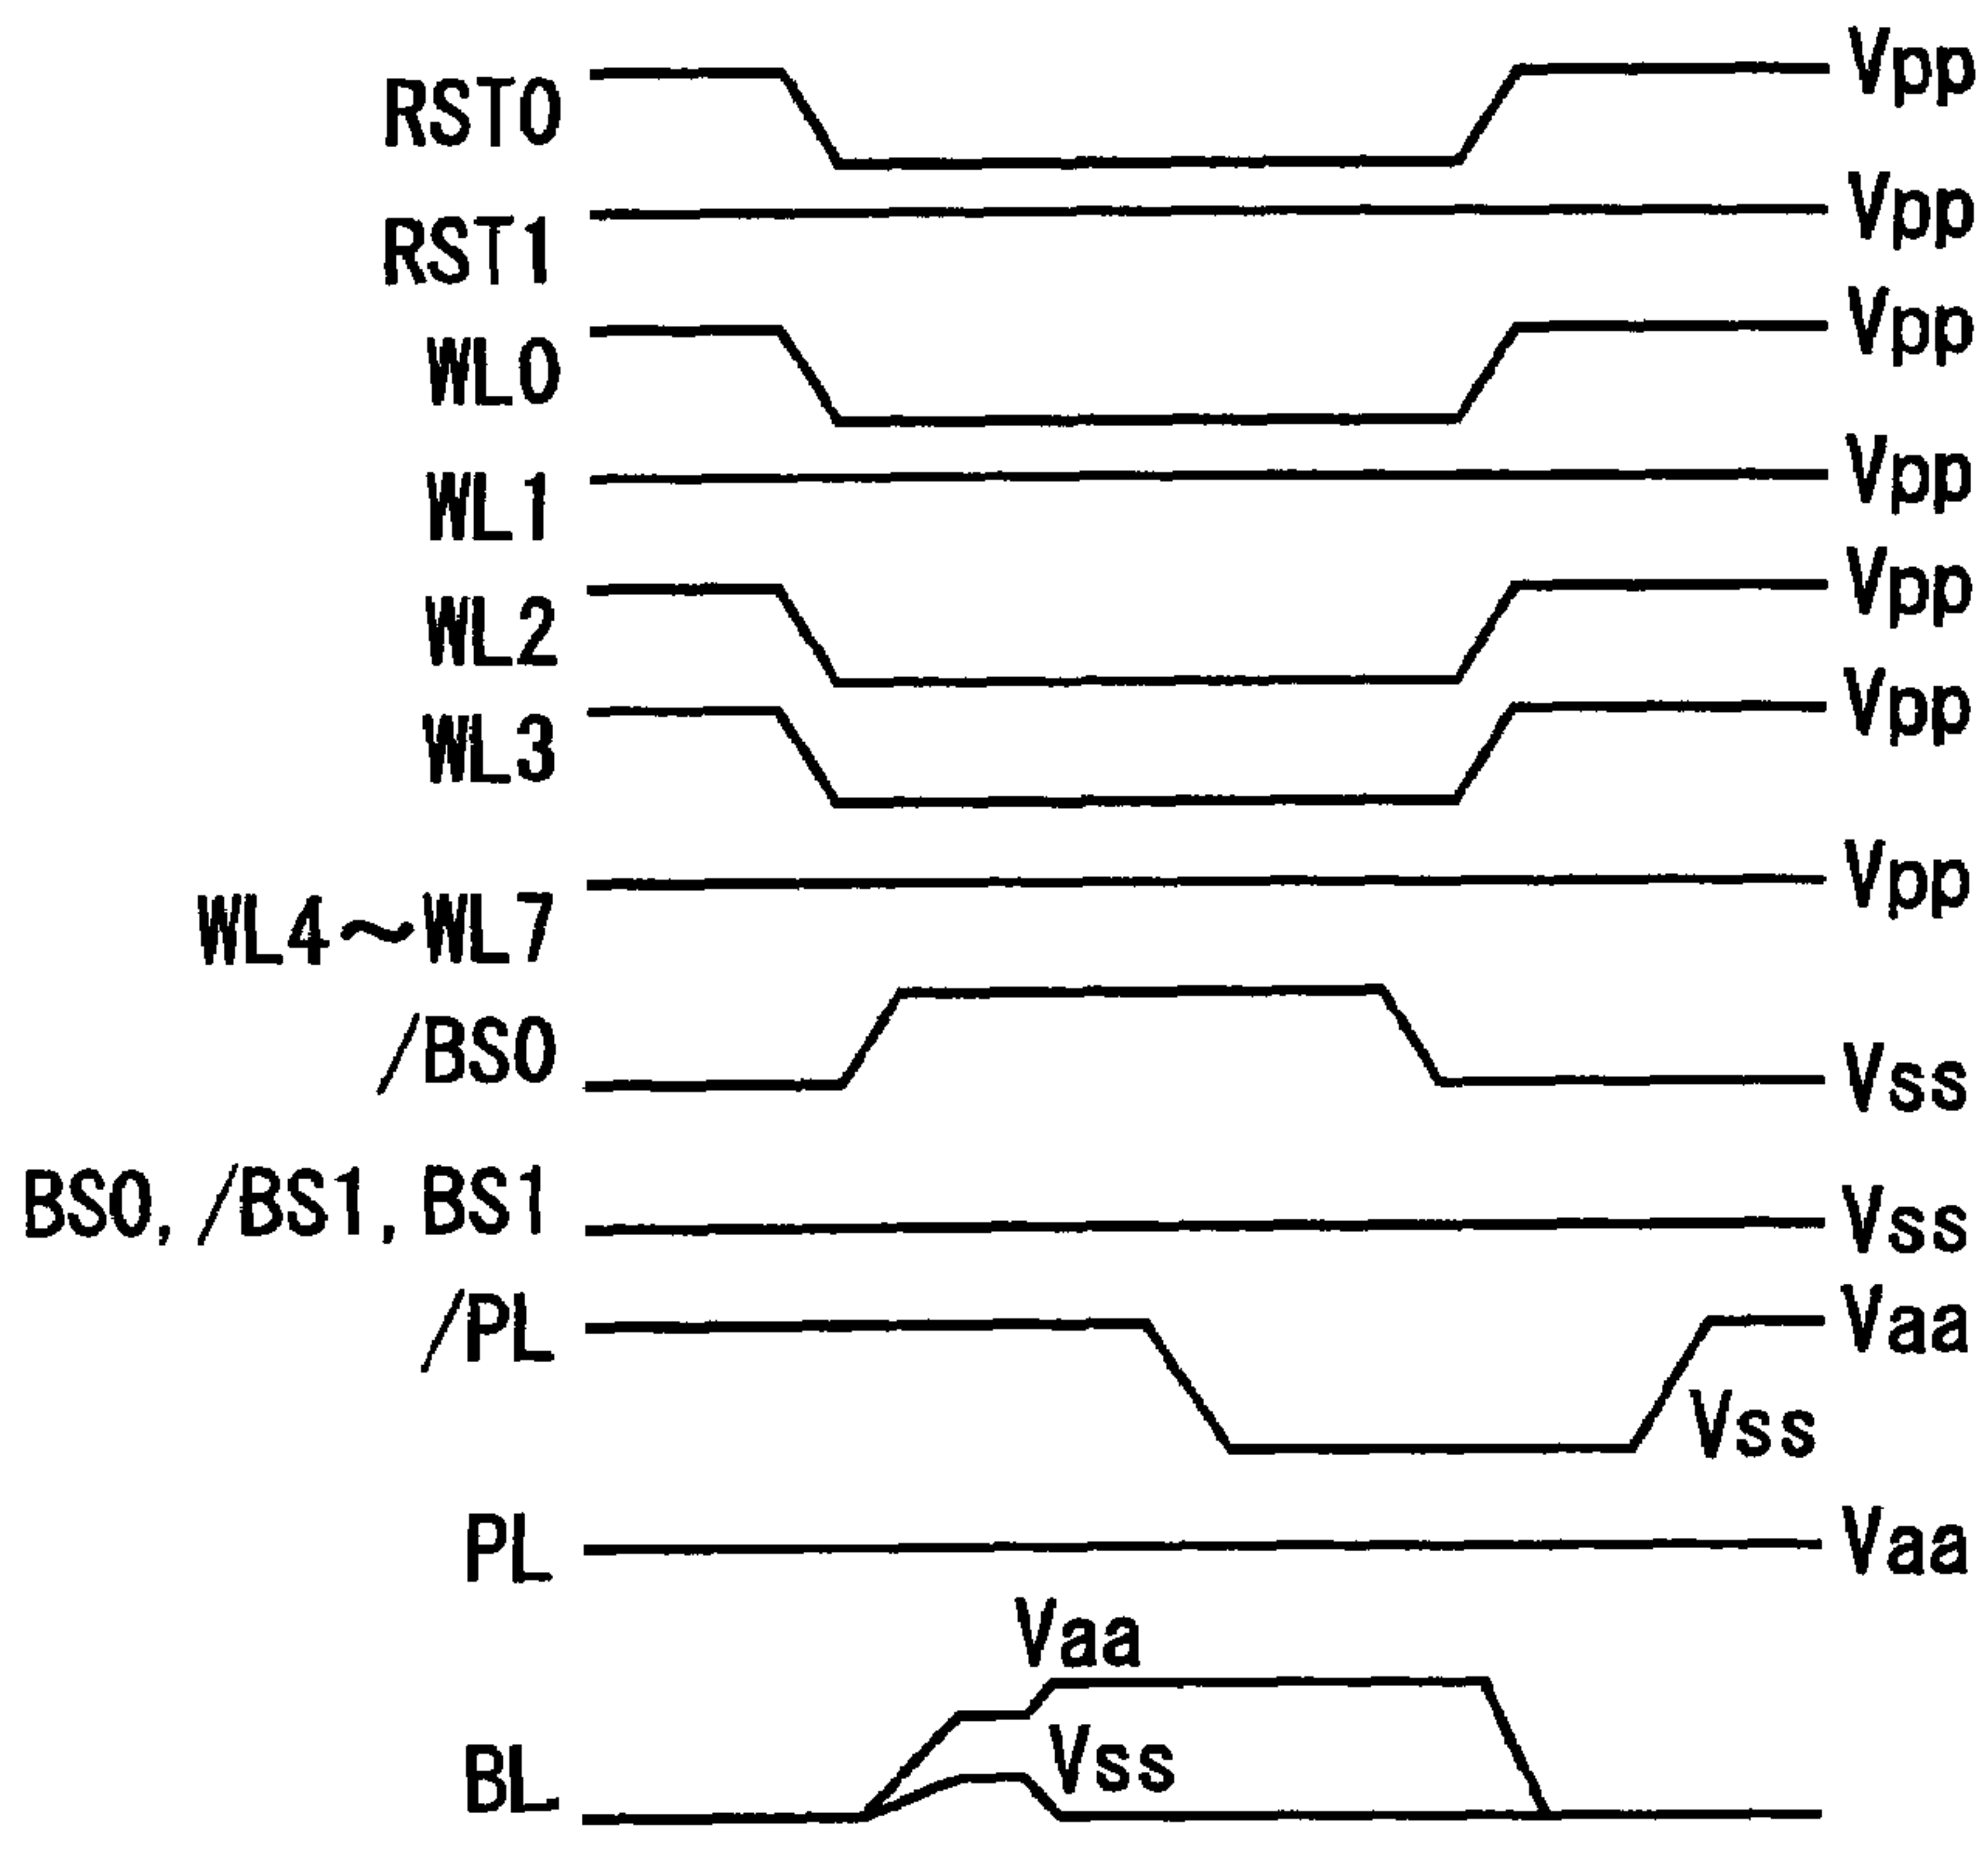 RST0 Vpp
RST1 Vpp
WL0 Vpp
WL1 Vpp
WL2 Vpp
WL3 Vpp
WL4～WL7 Vpp
/BS0 Vss
BS0, /BS1, BS1 Vss
/PL Vaa
Vss
PL Vaa
Vaa
Vss
BL